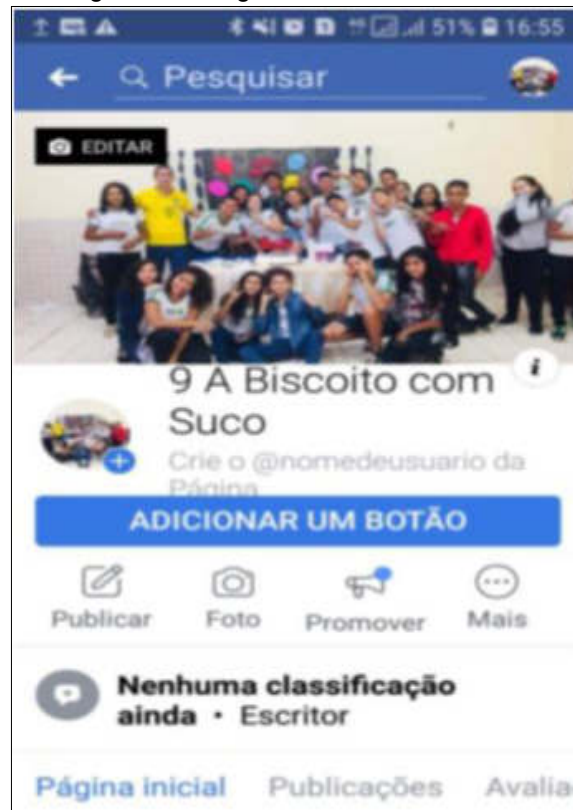 51% 16:55
Pesquisar
EDITAR
9 A Biscoito com
Suco
Crie o @nomedeusuario da
Página
ADICIONAR UM BOTÃO
Publicar Foto Promover Mais
Nenhuma classificação
ainda • Escritor
Página inicial Publicações Avalia